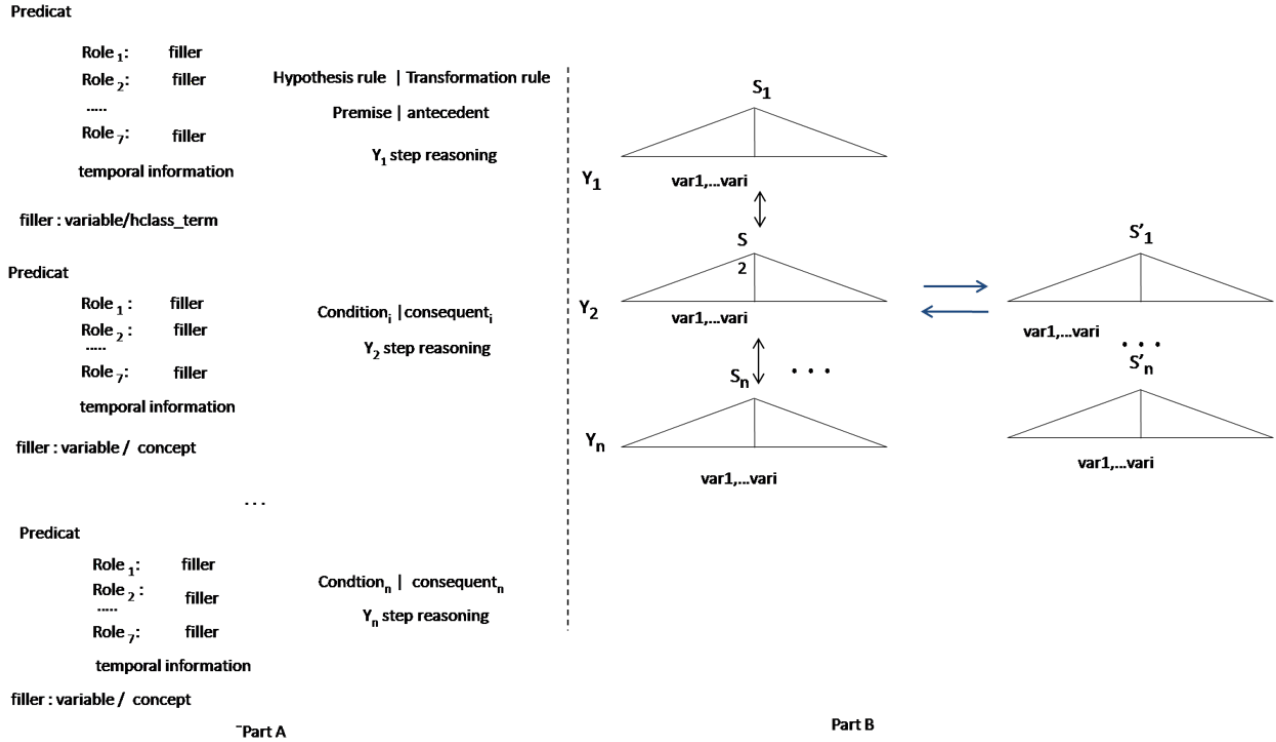 Predicat
Role 1: filler
Role 2: filler
.....
Role 7: filler
temporal information
filler : variable/hclass_term
Hypothesis rule | Transformation rule
Premise | antecedent
Y1 step reasoning
Predicat
Role 1: filler
Role 2 : filler
.....
Role 7: filler
temporal information
filler : variable / concept
Conditioni | consequenti
Y2 step reasoning
...
Predicat
Role 1: filler
Role 2 : filler
.....
Role 7: filler
temporal information
filler : variable / concept
Condtionn | consequentn
Yn step reasoning
‾Part A
S1
Y1
var1,...vari
S
2
Y2
var1,...vari
Sn
...
Yn
var1,...vari
S’1
var1,...vari
...
S’n
var1,...vari
Part B